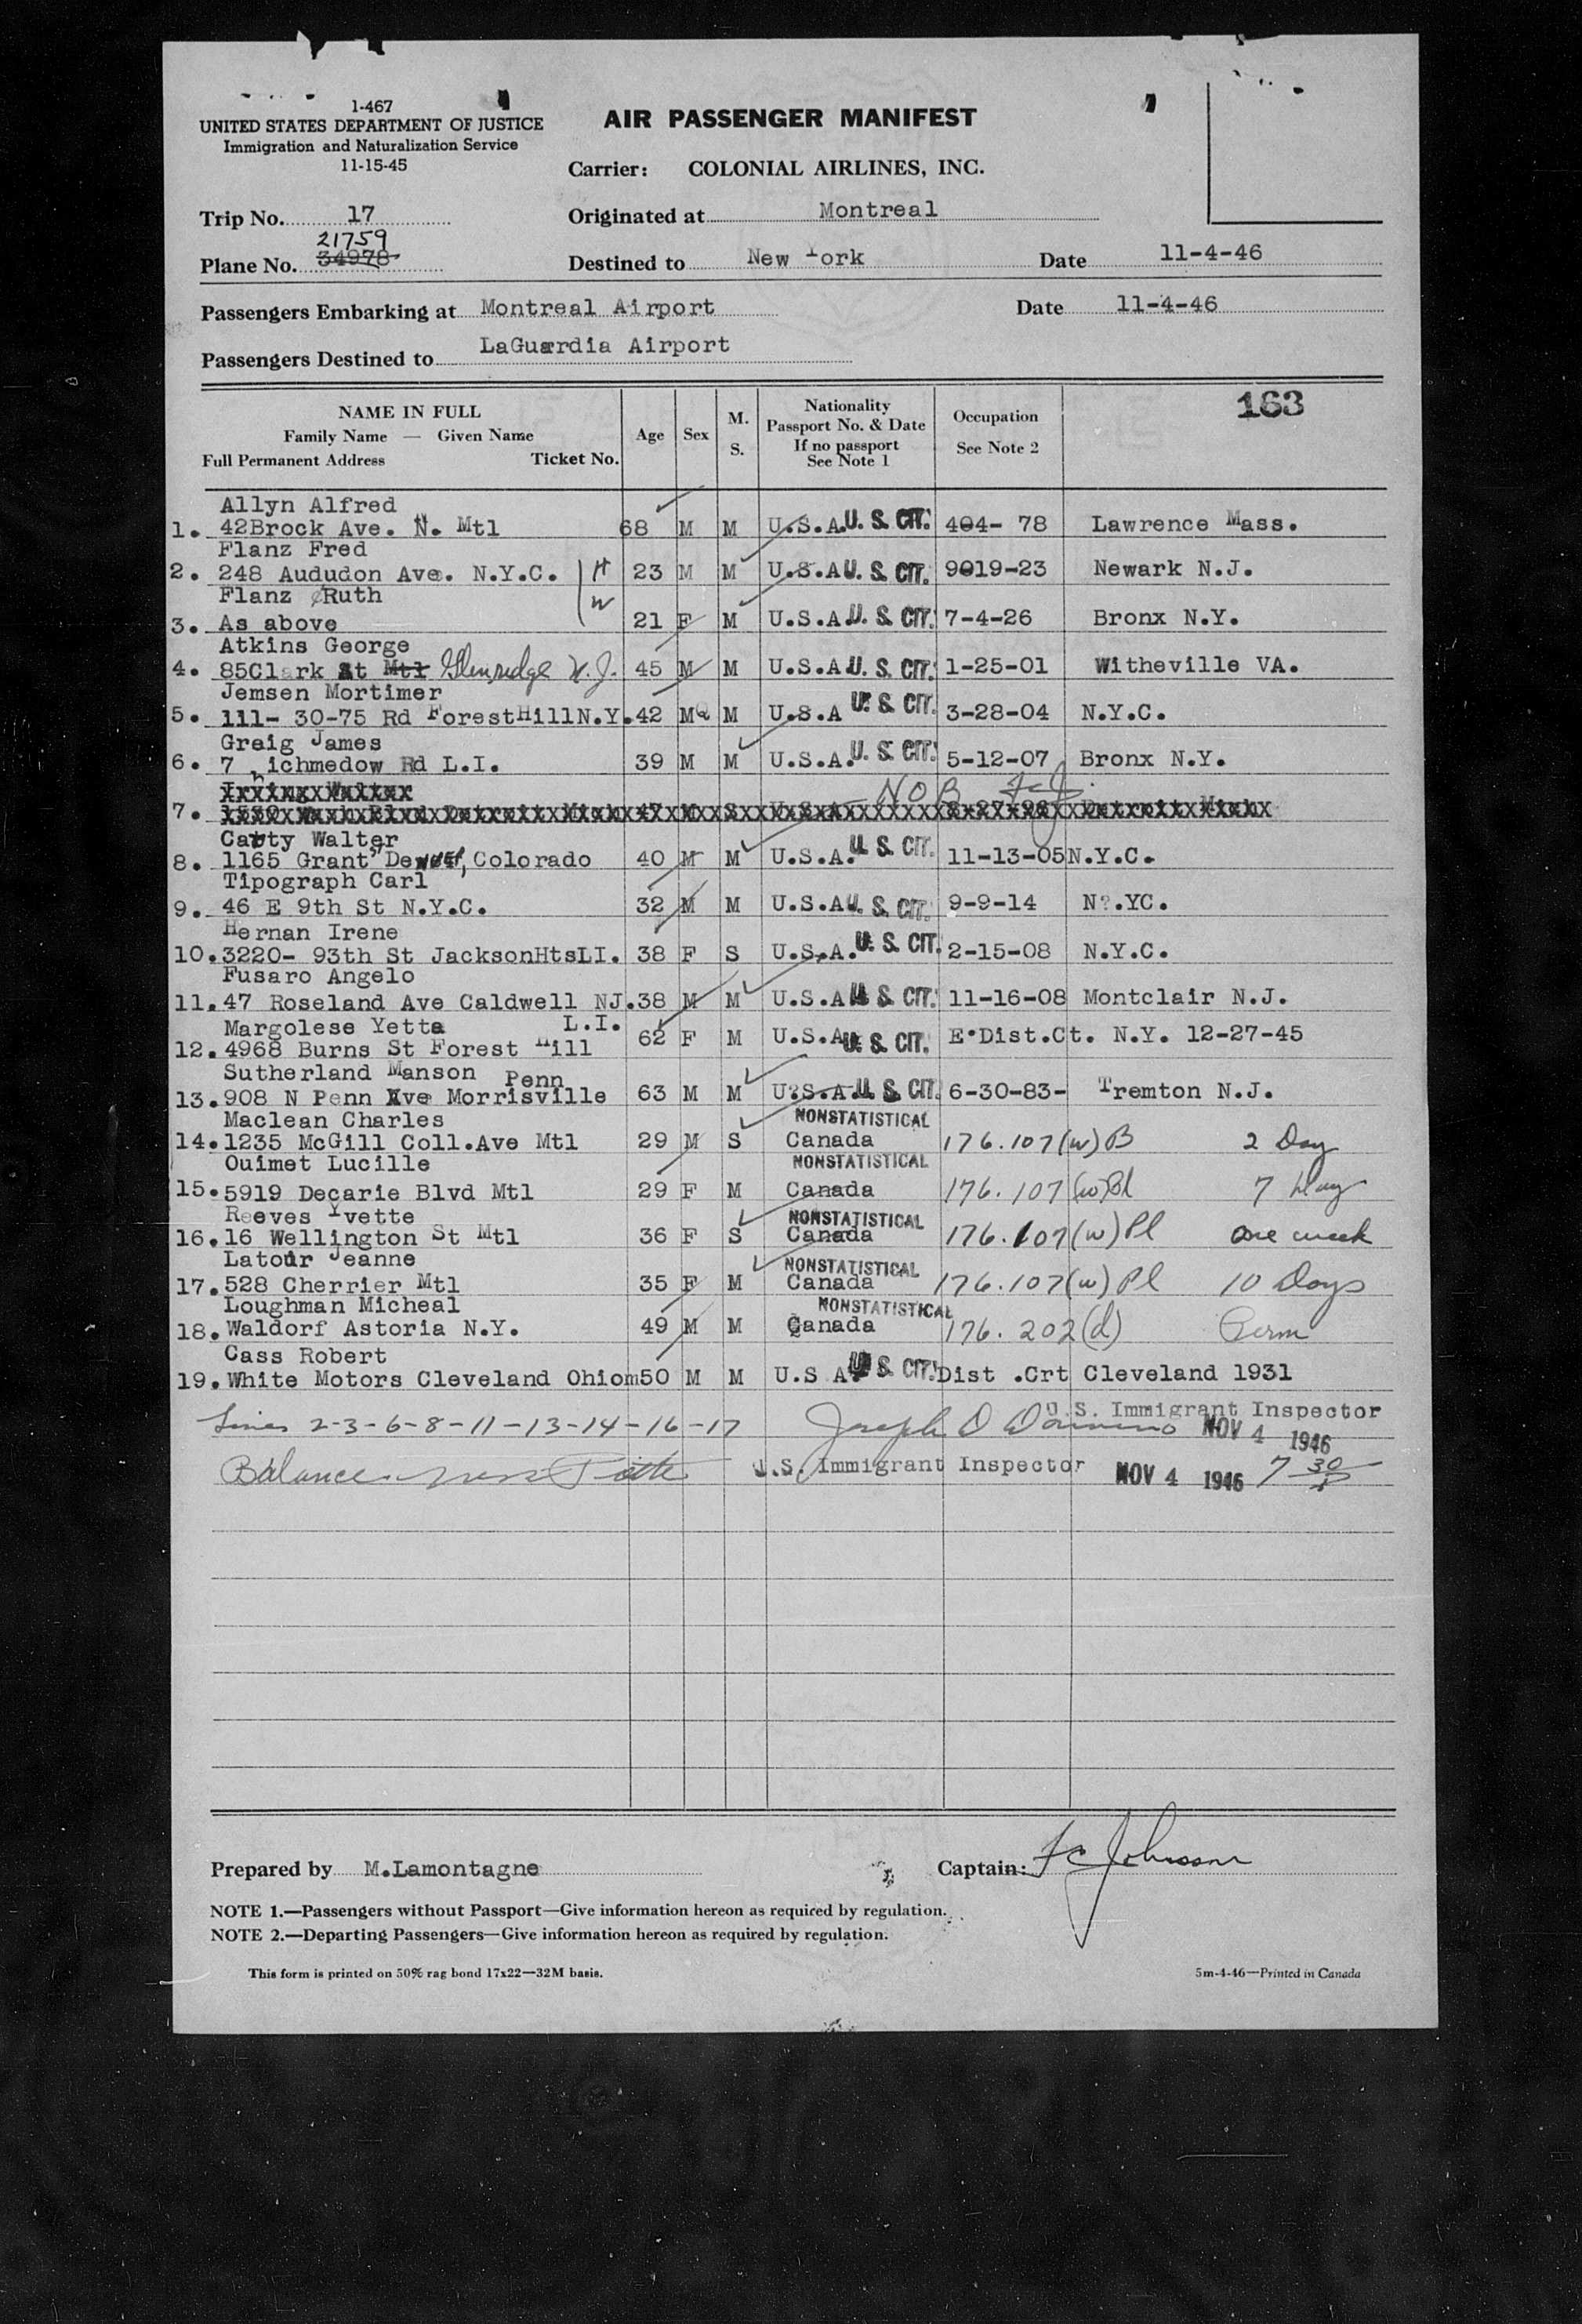 1-467
UNITED STATES DEPARTMENT OF JUSTICE
Immigration and Naturalization Service
11-15-45
AIR PASSENGER MANIFEST
Carrier: COLONIAL AIRLINES, INC.
Trip No. 17
Originated at Montreal
21759
Plane No. 34978
Destined to New York Date 11-4-46
Passengers Embarking at Montreal Airport Date 11-4-46
Passengers Destined to LaGuardia Airport
163
NAME IN FULL
Family Name — Given Name
Full Permanent Address Ticket No.
Age
Sex
M. S.
Nationality
Passport No. & Date
If no passport
See Note 1
Occupation
See Note 2
Allyn Alfred
1. 42Brock Ave. N. Mtl 68 M M U.S.A. U. S. CIT. 404- 78 Lawrence Mass.
Flanz Fred
2. 248 Aududon Ave. N.Y.C. H 23 M M U.S.A U. S. CIT. 9019-23 Newark N.J.
Flanz Ruth
3. As above W 21 F M U.S.A U. S. CIT. 7-4-26 Bronx N.Y.
Atkins George
4. 85Clark St Mtl Glenridge N.J. 45 M M U.S.A U. S. CIT. 1-25-01 Witheville VA.
Jemsen Mortimer
5. 111- 30-75 Rd ForestHillN.Y. 42 M M U.S.A U. S. CIT. 3-28-04 N.Y.C.
Greig James
6. 7 ichmedow Rd L.I. 39 M M U.S.A. U. S. CIT. 5-12-07 Bronx N.Y.
7. NOB
Carty Walter
8. 1165 Grant Denver, Colorado 40 M M U.S.A. U. S. CIT. 11-13-05 N.Y.C.
Tipograph Carl
9. 46 E 9th St N.Y.C. 32 M M U.S.A U. S. CIT. 9-9-14 N?.YC.
Hernan Irene
10. 3220- 93th St JacksonHtsLI. 38 F S U.S.A. U. S. CIT. 2-15-08 N.Y.C.
Fusaro Angelo
11. 47 Roseland Ave Caldwell NJ. 38 M M U.S.A U. S. CIT. 11-16-08 Montclair N.J.
Margolese Yetta L.I.
12. 4968 Burns St Forest Hill 62 F M U.S.A U. S. CIT. E.Dist.Ct. N.Y. 12-27-45
Sutherland Manson Penn
13. 908 N Penn Ave Morrisville 63 M M U?S.A. U. S. CIT. 6-30-83- Tremton N.J.
Maclean Charles NONSTATISTICAL
14. 1235 McGill Coll.Ave Mtl 29 M S Canada 176.107(w)B 2 Day
Ouimet Lucille NONSTATISTICAL
15. 5919 Decarie Blvd Mtl 29 F M Canada 176.107(w)Pl 7 Day
Reeves Yvette NONSTATISTICAL
16. 16 Wellington St Mtl 36 F S Canada 176.107(w)Pl one week
Latour Jeanne NONSTATISTICAL
17. 528 Cherrier Mtl 35 F M Canada 176.107(w)Pl 10 Days
Loughman Micheal NONSTATISTICAL
18. Waldorf Astoria N.Y. 49 M M Canada 176.202(d) Perm
Cass Robert
19. White Motors Cleveland Ohiom 50 M M U.S A. U. S. CIT. Dist .Crt Cleveland 1931
Lines 2-3-6-8-11-13-14-16-17 Joseph D U.S. Immigrant Inspector NOV 4 1946
Balance U.S. Immigrant Inspector NOV 4 1946 7 30
Prepared by M.Lamontagne
Captain: F C Johnson
NOTE 1.—Passengers without Passport—Give information hereon as required by regulation.
NOTE 2.—Departing Passengers—Give information hereon as required by regulation.
This form is printed on 50% rag bond 17x22—32M basis.
5m-4-46—Printed in Canada